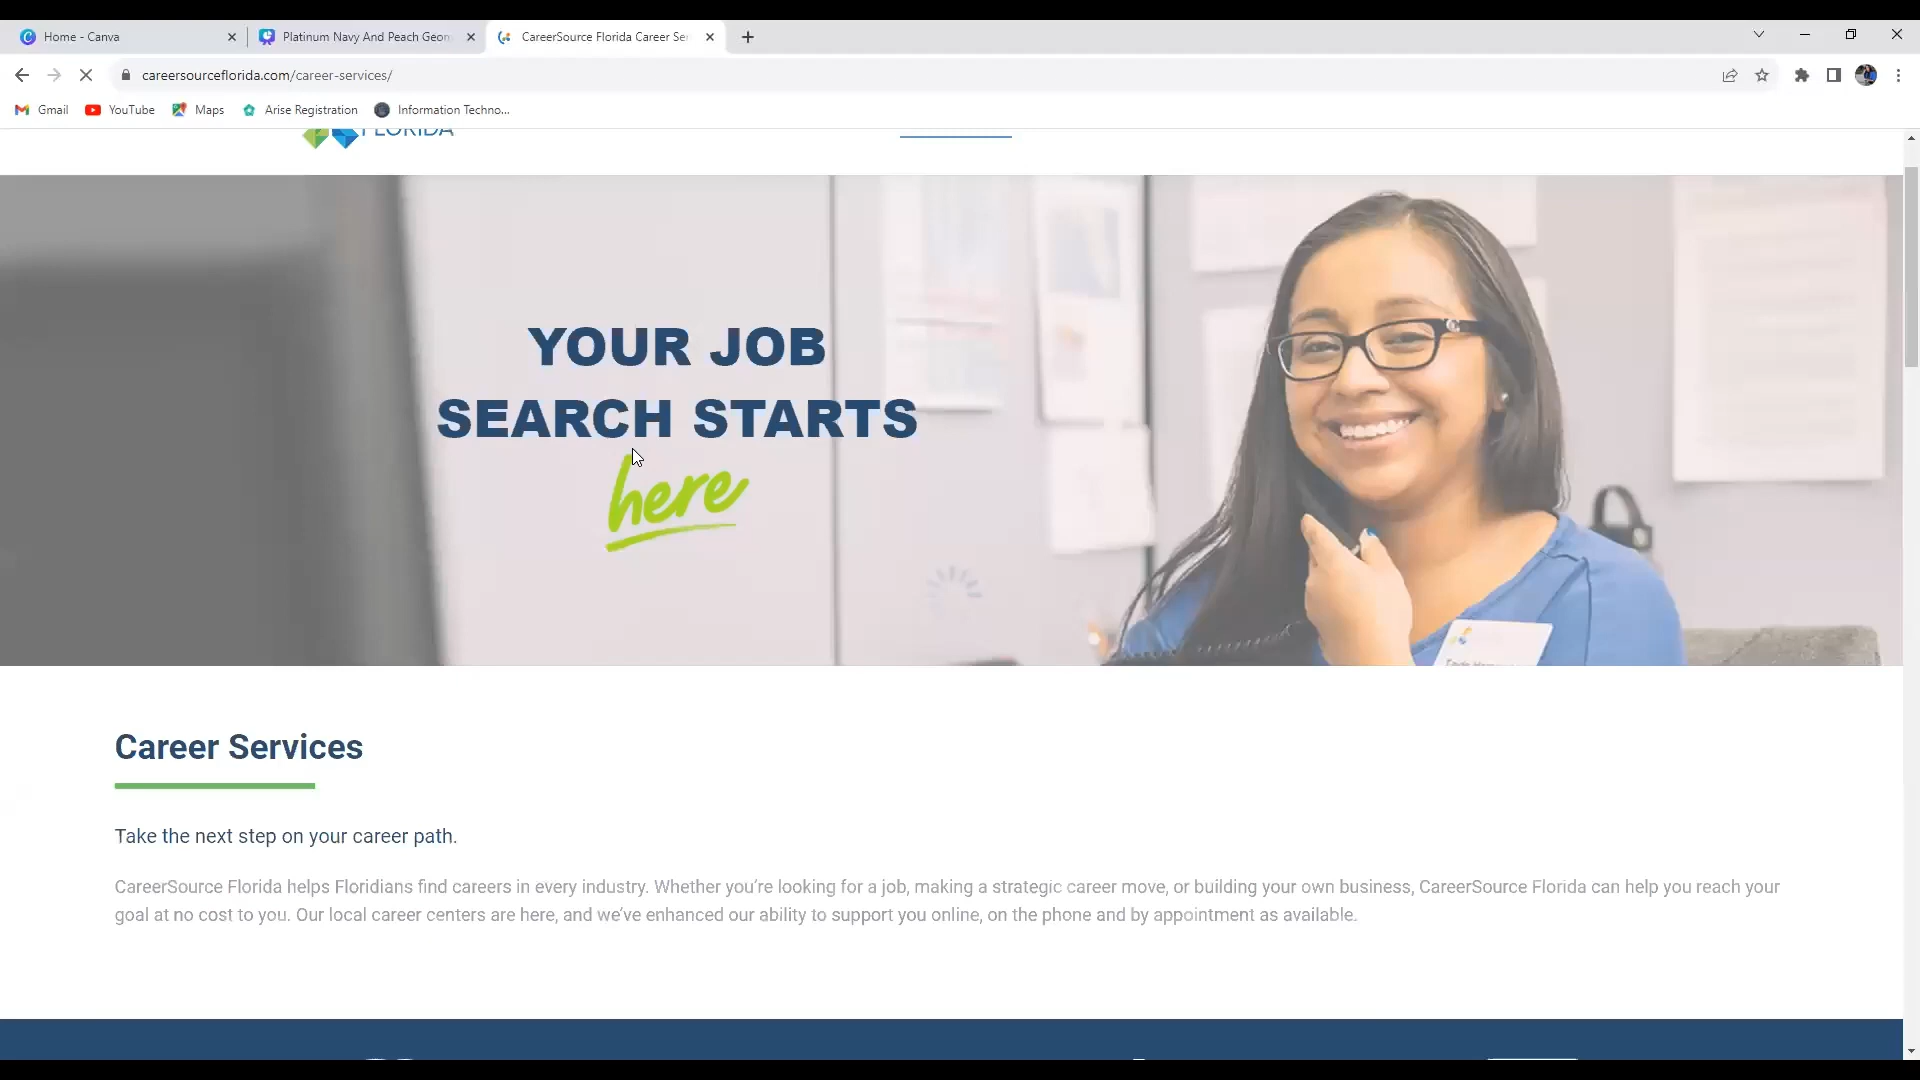 Home - Canva
Platinum Navy And Peach Geon
CareerSource Florida Career Ser
careersourceflorida.com/career-services/
Gmail
YouTube
Maps
Arise Registration
Information Techno...
FLORIDA
YOUR JOB
SEARCH STARTS
here
Career Services
Take the next step on your career path.
CareerSource Florida helps Floridians find careers in every industry. Whether you’re looking for a job, making a strategic career move, or building your own business, CareerSource Florida can help you reach your
goal at no cost to you. Our local career centers are here, and we’ve enhanced our ability to support you online, on the phone and by appointment as available.